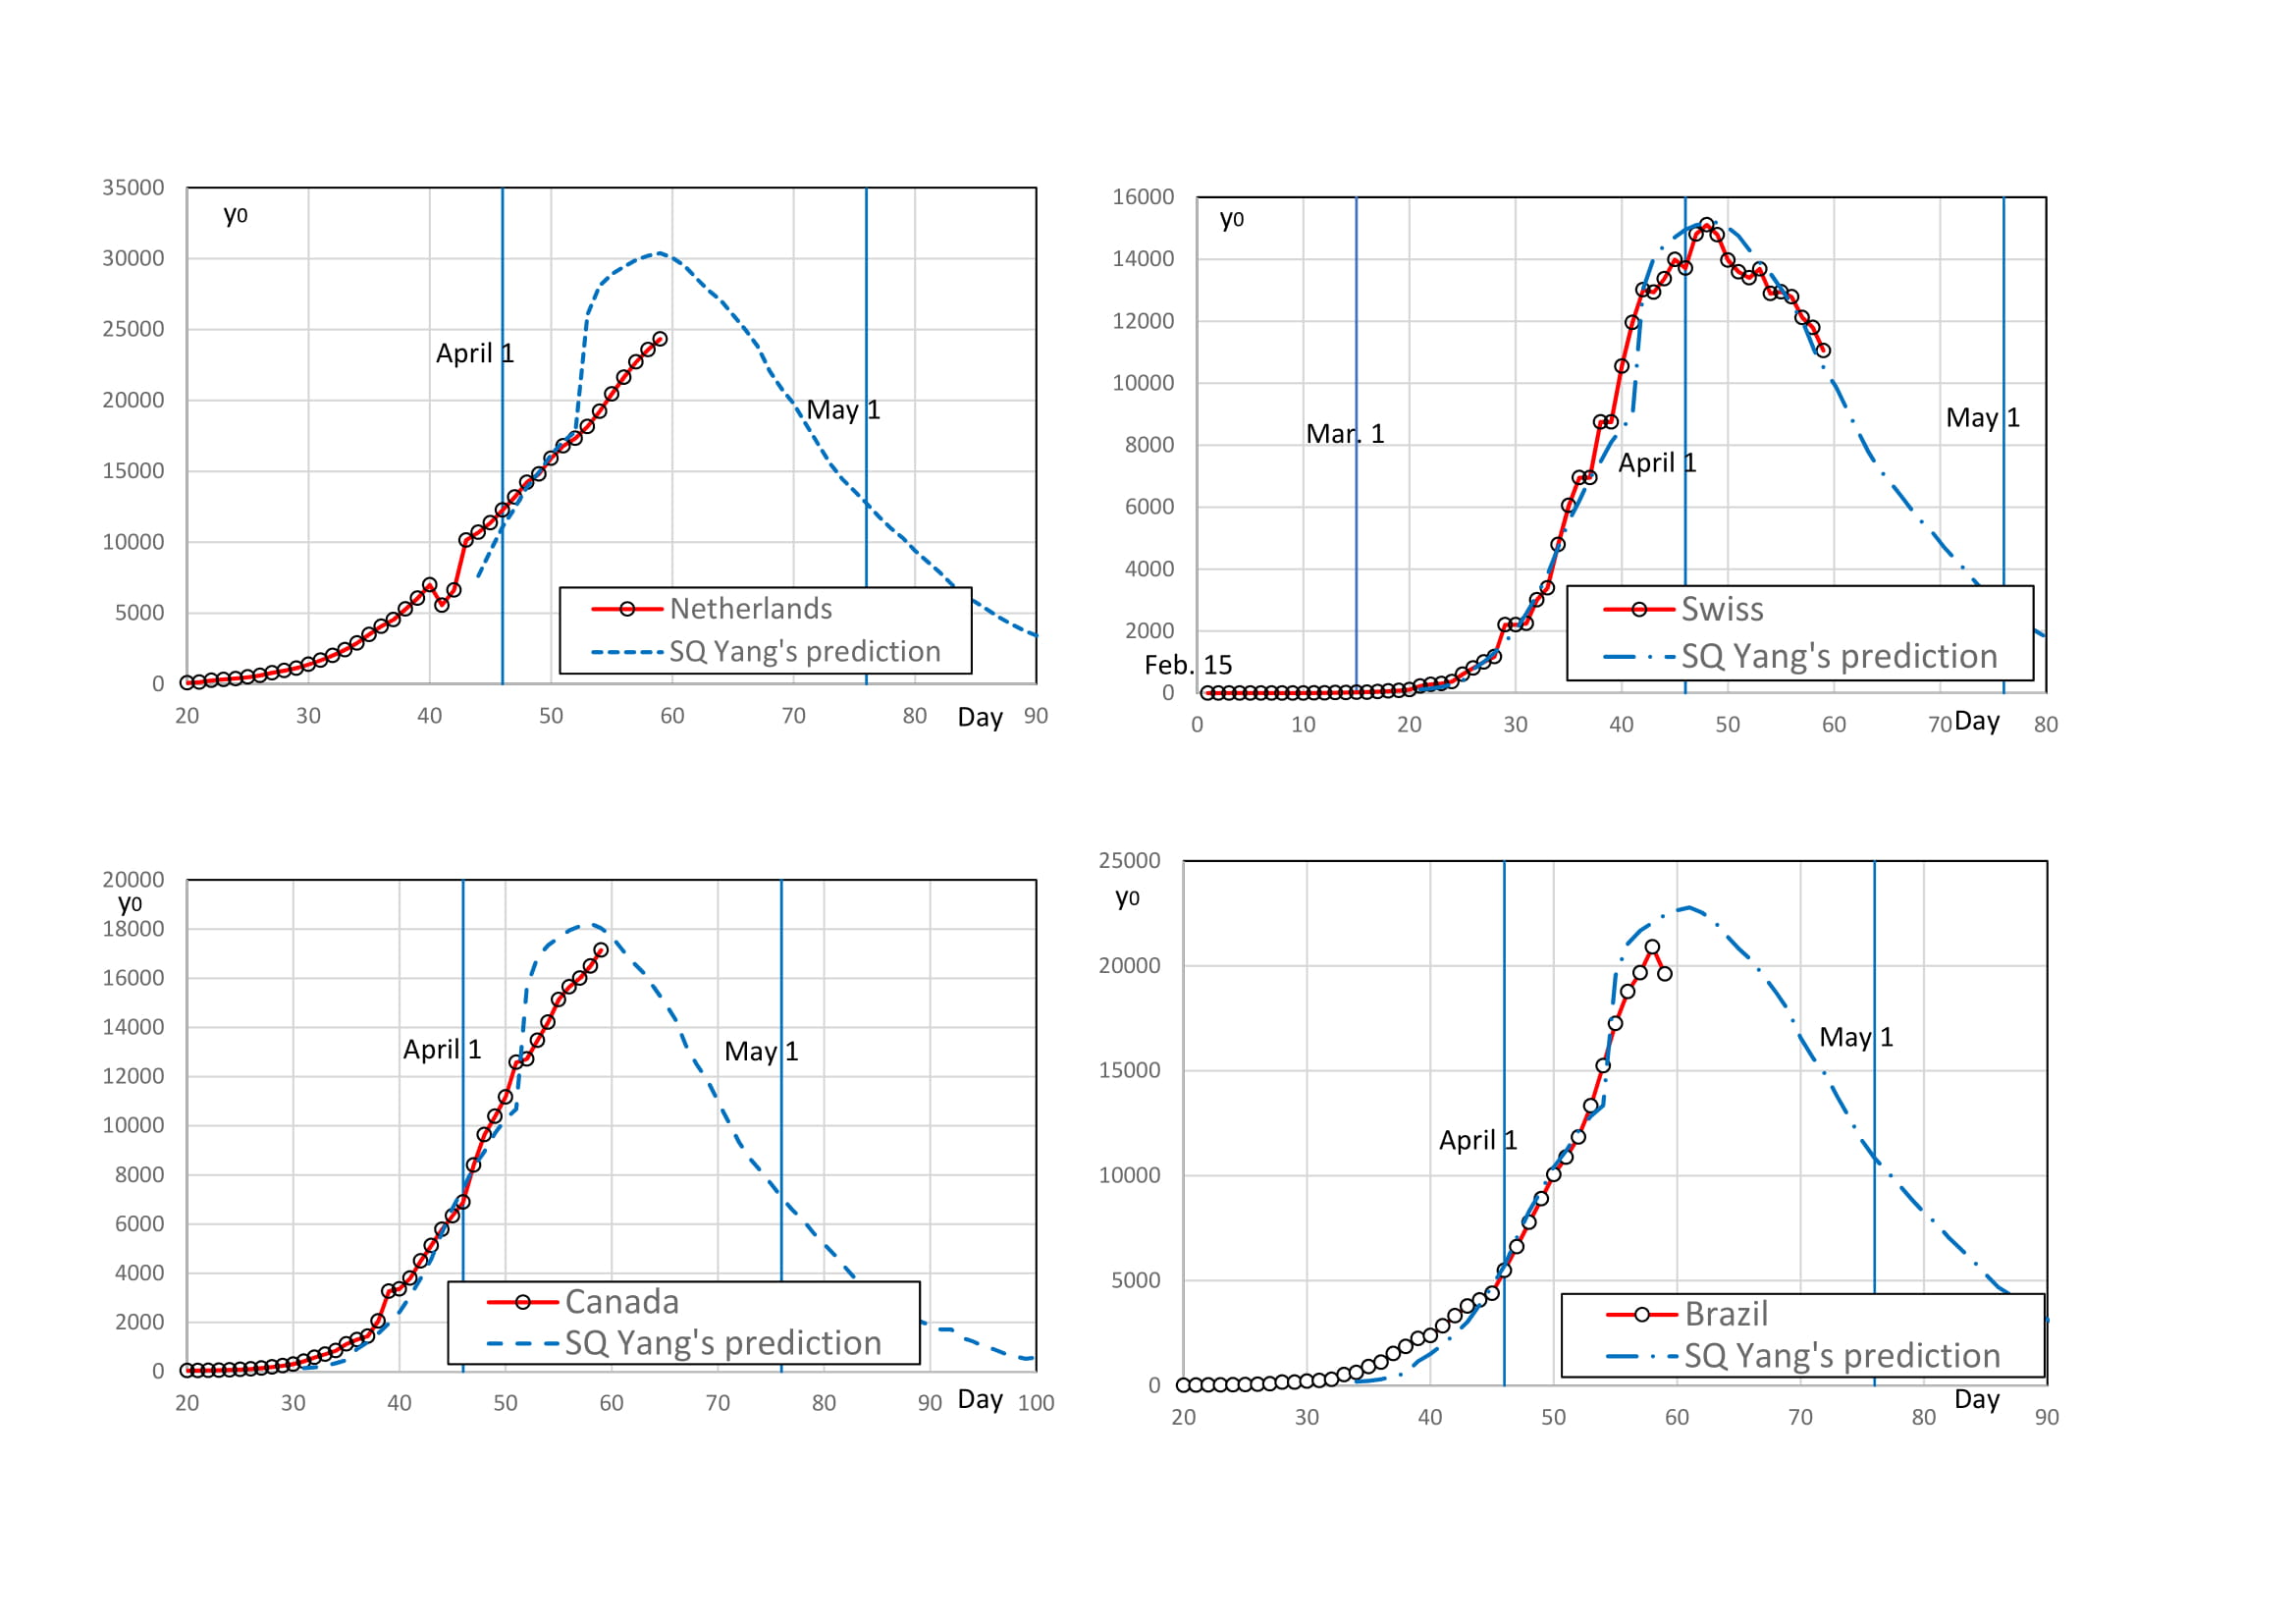 35000
y0
30000
25000
April 1
20000
May 1
15000
10000
5000
Netherlands
SQ Yang's prediction
0
20 30 40 50 60 70 80 Day 90
16000
y0
14000
12000
10000
Mar. 1
May 1
8000
April 1
6000
4000
Swiss
2000
SQ Yang's prediction
Feb. 15
0
0 10 20 30 40 50 60 70 Day 80
20000
y0
18000
16000
14000
April 1
May 1
12000
10000
8000
6000
4000
Canada
2000
SQ Yang's prediction
0
20 30 40 50 60 70 80 90 Day 100
25000
y0
20000
May 1
15000
April 1
10000
5000
Brazil
SQ Yang's prediction
0
Day
20 30 40 50 60 70 80 90